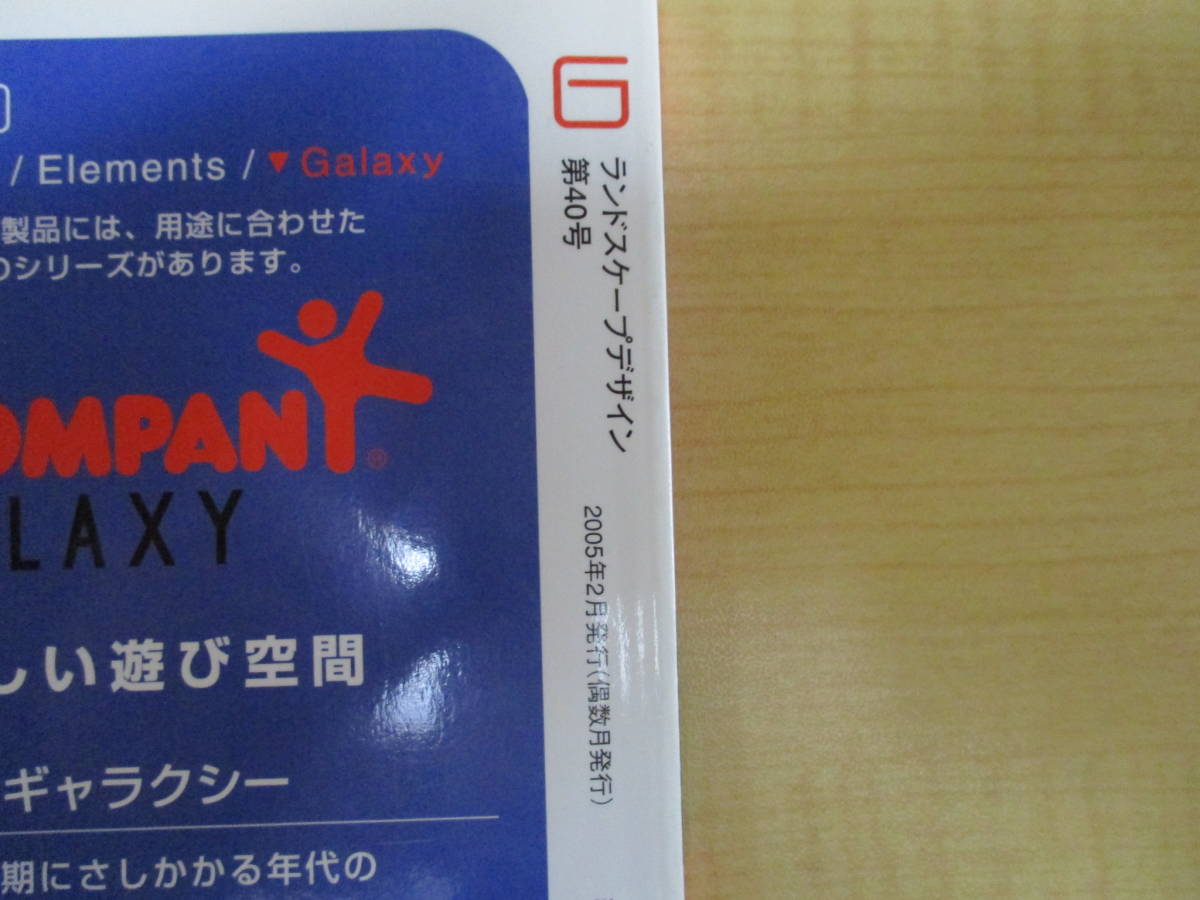 / Elements / ▼Galaxy
製品には、用途に合わせた
のシリーズがあります。
OMPAN®
LAXY
しい遊び空間
ギャラクシー
期にさしかかる年代の
ランドスケープデザイン
第40号
2005年2月発行(偶数月発行)